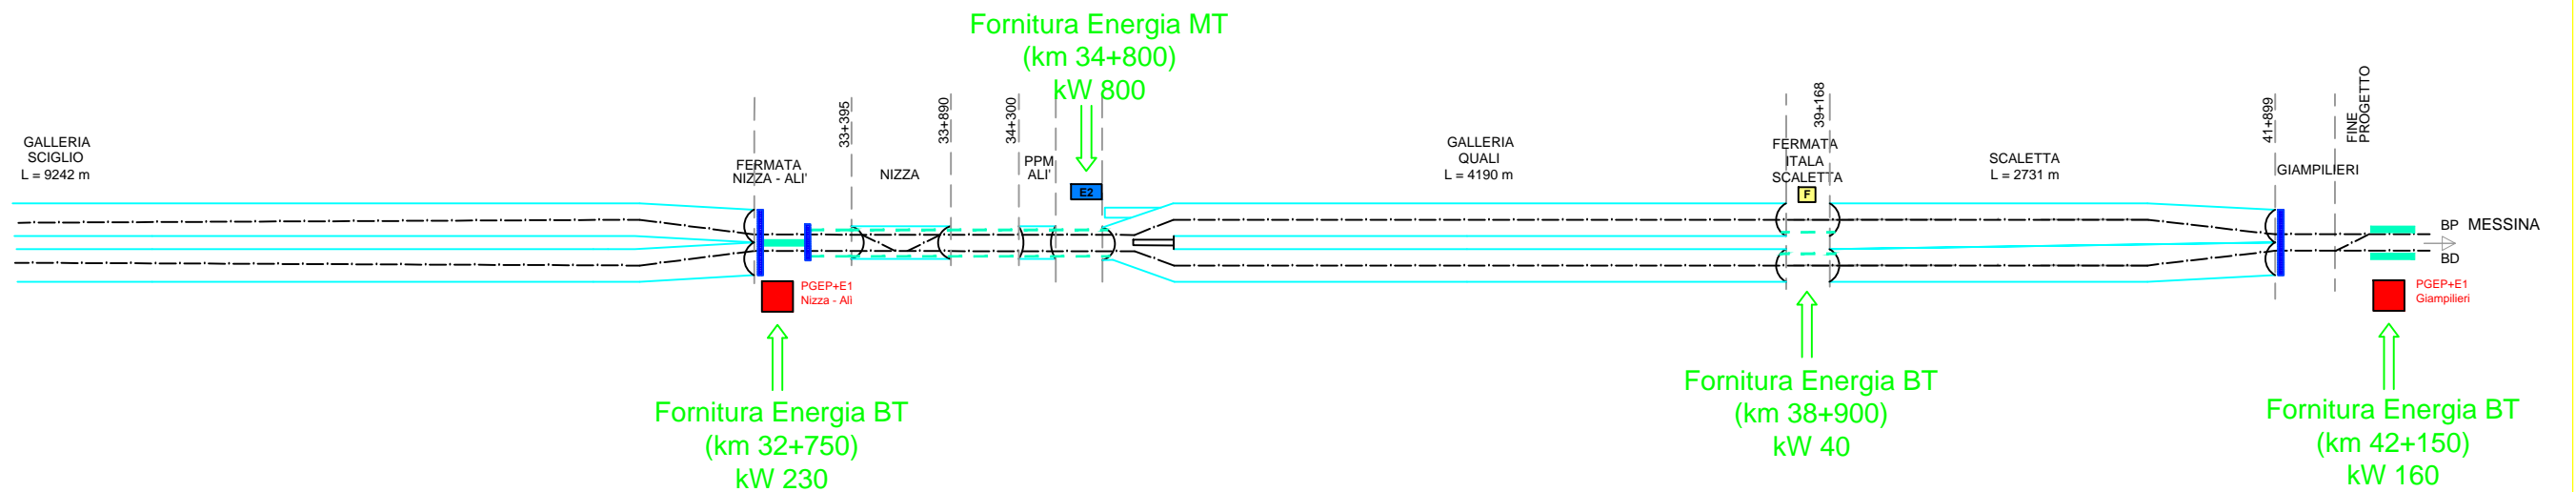 Fornitura Energia MT
(km 34+800)
kW 800
GALLERIA
SCIGLIO
L = 9242 m
FERMATA
NIZZA - ALI'
33+395
NIZZA
33+890
34+300
PPM
ALI'
E2
GALLERIA
QUALI
L = 4190 m
FERMATA
ITALA
SCALETTA
F
39+168
SCALETTA
L = 2731 m
41+899
GIAMPILIERI
FINE
PROGETTO
BP
MESSINA
BD
PGEP+E1
Nizza - Alì
PGEP+E1
Giampilieri
Fornitura Energia BT
(km 32+750)
kW 230
Fornitura Energia BT
(km 38+900)
kW 40
Fornitura Energia BT
(km 42+150)
kW 160